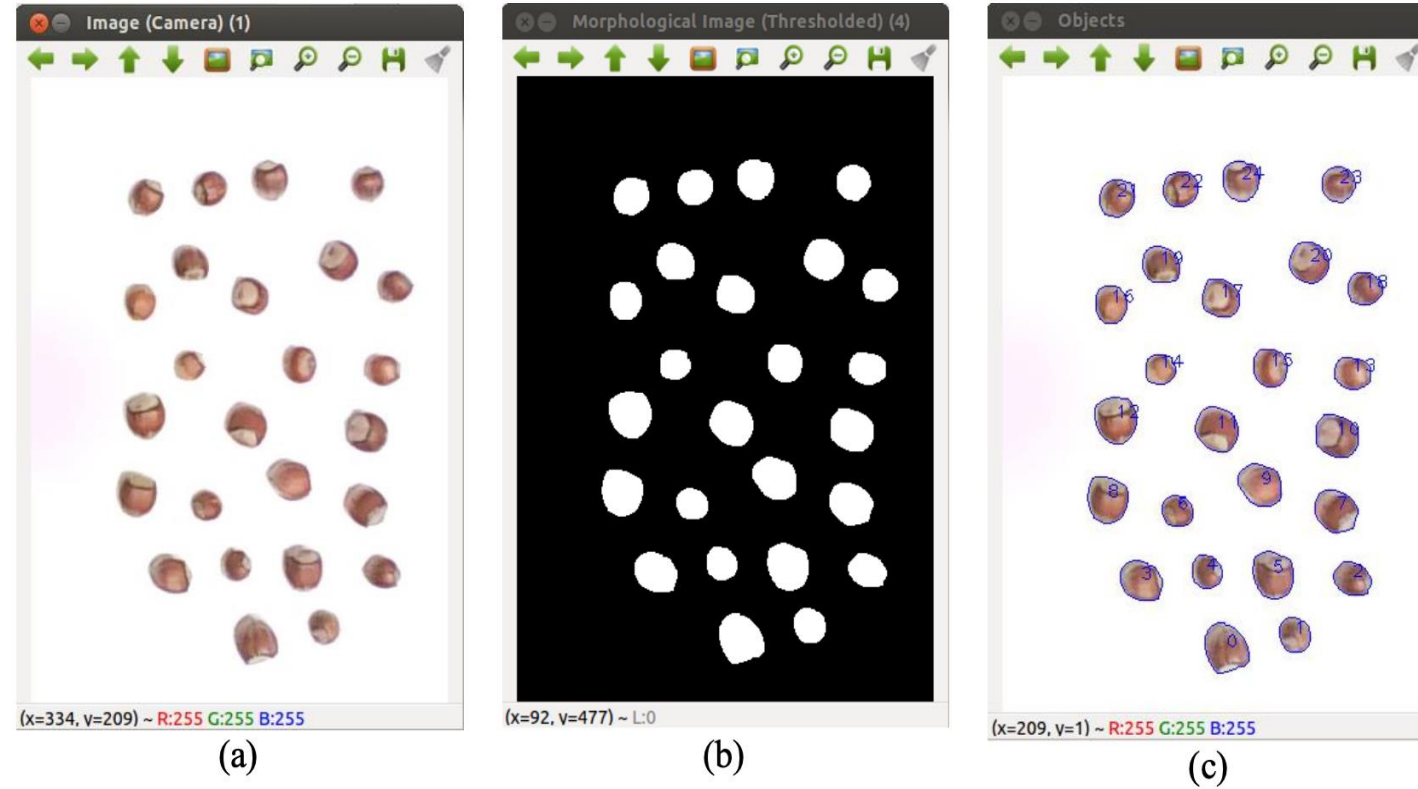 Image (Camera) (1)
Morphological Image (Thresholded) (4)
Objects
21 22 24 23
19 20
16 17 18
14 15 13
12 11 10
8 6 9 7
3 4 5 2
0 1
(x=334, y=209) ~ R:255 G:255 B:255
(x=92, y=477) ~ L:0
(x=209, y=1) ~ R:255 G:255 B:255
(a)
(b)
(c)